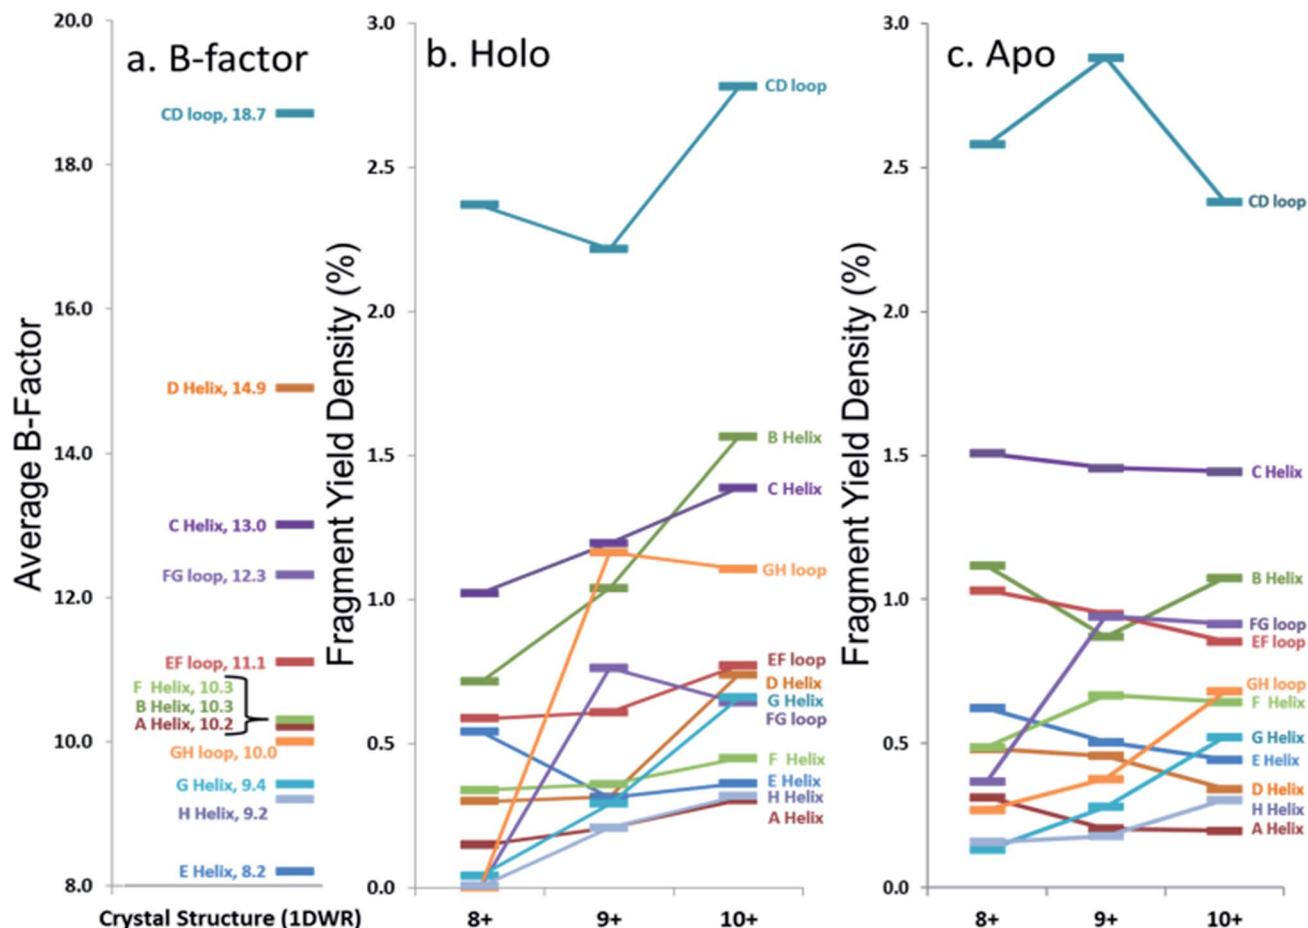 a. B-factor
Average B-Factor
20.0
18.0
16.0
14.0
12.0
10.0
8.0
CD loop, 18.7
D Helix, 14.9
C Helix, 13.0
FG loop, 12.3
EF loop, 11.1
F Helix, 10.3
B Helix, 10.3
A Helix, 10.2
GH loop, 10.0
G Helix, 9.4
H Helix, 9.2
E Helix, 8.2
Crystal Structure (1DWR)
b. Holo
Fragment Yield Density (%)
3.0
2.5
2.0
1.5
1.0
0.5
0.0
CD loop
B Helix
C Helix
GH loop
EF loop
D Helix
G Helix
FG loop
F Helix
E Helix
H Helix
A Helix
8+
9+
10+
c. Apo
Fragment Yield Density (%)
3.0
2.5
2.0
1.5
1.0
0.5
0.0
CD loop
C Helix
B Helix
FG loop
EF loop
GH loop
F Helix
G Helix
E Helix
D Helix
H Helix
A Helix
8+
9+
10+